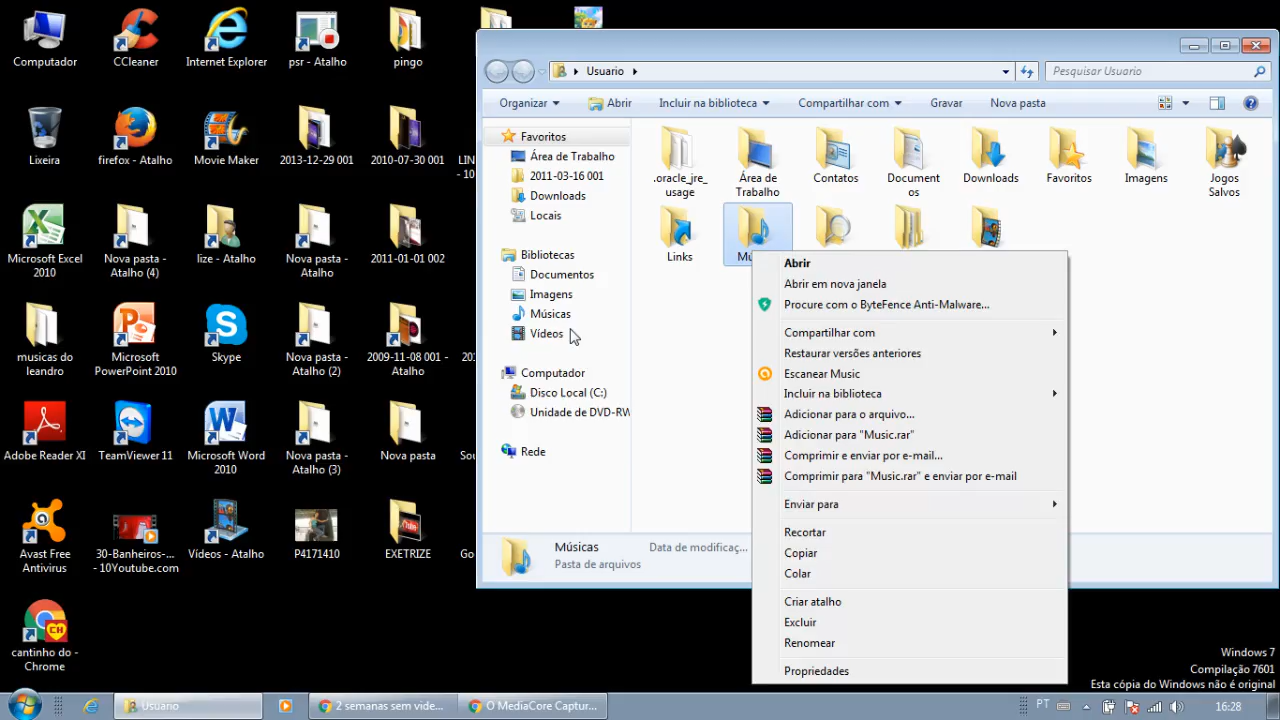 Computador
CCleaner
Internet Explorer
psr - Atalho
pingo
Lixeira
firefox - Atalho
Movie Maker
2013-12-29 001
2010-07-30 001
LIN
- 10
Microsoft Excel
2010
Nova pasta -
Atalho (4)
lize - Atalho
Nova pasta -
Atalho
2011-01-01 002
musicas do
leandro
Microsoft
PowerPoint 2010
Skype
Nova pasta -
Atalho (2)
2009-11-08 001 -
Atalho
Adobe Reader XI
TeamViewer 11
Microsoft Word
2010
Nova pasta -
Atalho (3)
Nova pasta
Sou
Avast Free
Antivirus
30-Banheiros-...
- 10Youtube.com
Vídeos - Atalho
P4171410
EXETRIZE
Go
cantinho do -
Chrome
Usuario
Pesquisar Usuario
Organizar
Abrir
Incluir na biblioteca
Compartilhar com
Gravar
Nova pasta
Favoritos
Área de Trabalho
2011-03-16 001
Downloads
Locais
Bibliotecas
Documentos
Imagens
Músicas
Vídeos
Computador
Disco Local (C:)
Unidade de DVD-RW
Rede
.oracle_jre_
usage
Área de
Trabalho
Contatos
Document
os
Downloads
Favoritos
Imagens
Jogos
Salvos
Links
Abrir
Abrir em nova janela
Procure com o ByteFence Anti-Malware...
Compartilhar com
Restaurar versões anteriores
Escanear Music
Incluir na biblioteca
Adicionar para o arquivo...
Adicionar para "Music.rar"
Comprimir e enviar por e-mail...
Comprimir para "Music.rar" e enviar por e-mail
Enviar para
Recortar
Copiar
Colar
Criar atalho
Excluir
Renomear
Propriedades
Músicas
Data de modificaç...
Pasta de arquivos
Windows 7
Compilação 7601
Esta cópia do Windows não é original
Usuario
2 semanas sem vide...
O MediaCore Captur...
PT
16:28